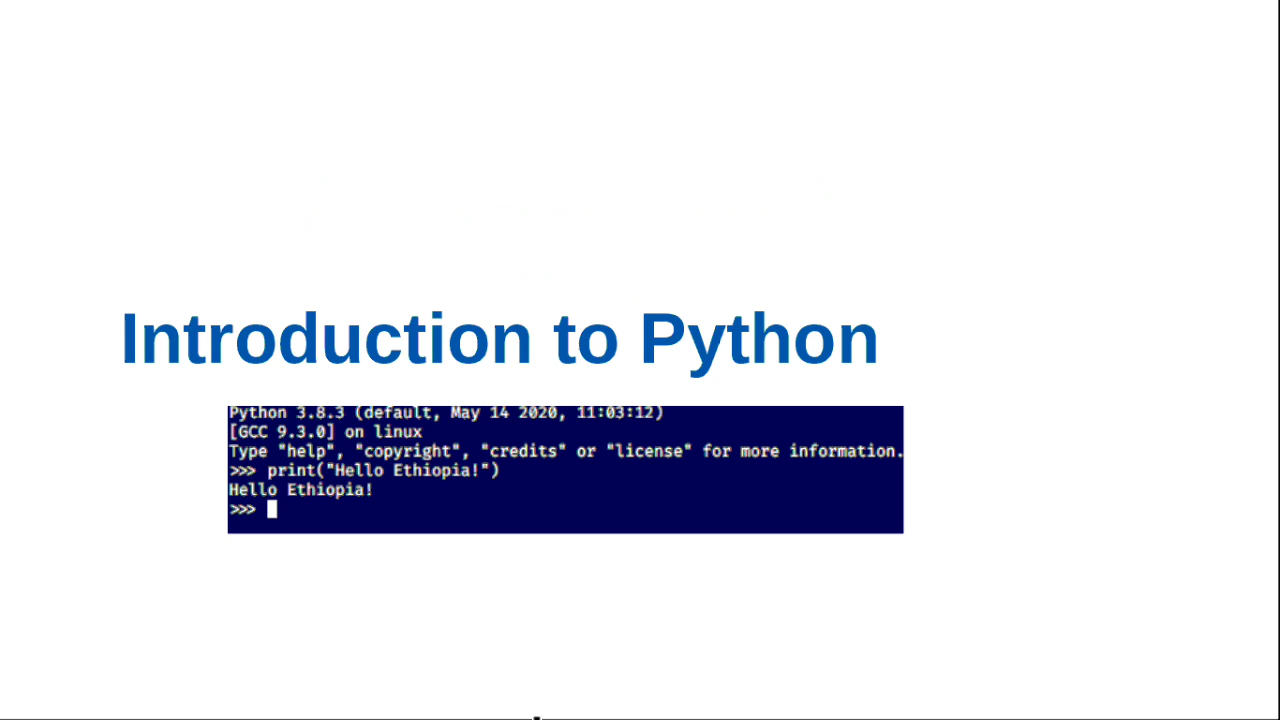 Introduction to Python
Python 3.8.3 (default, May 14 2020, 11:03:12)
[GCC 9.3.0] on linux
Type "help", "copyright", "credits" or "license" for more information.
>>> print("Hello Ethiopia!")
Hello Ethiopia!
>>>